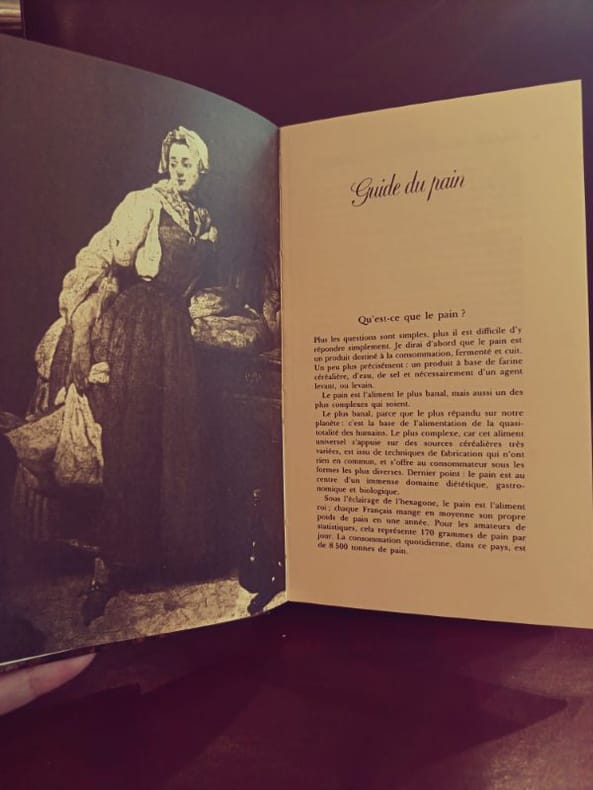 Guide du pain
Qu'est-ce que le pain ?
Plus les questions sont simples, plus il est difficile d'y
répondre simplement. Je dirai d'abord que le pain est
un produit destiné à la consommation, fermenté et cuit.
Un peu plus précisément : un produit à base de farine
céréalière, d'eau, de sel et nécessairement d'un agent
levant, ou levain.
Le pain est l'aliment le plus banal, mais aussi un des
plus complexes qui soient.
Le plus banal, parce que le plus répandu sur notre
planète : c'est la base de l'alimentation de la quasi-
totalité des humains. Le plus complexe, car cet aliment
universel s'appuie sur des sources céréalières très
variées, est issu de techniques de fabrication qui n'ont
rien en commun, et s'offre au consommateur sous les
formes les plus diverses. Dernier point : le pain est au
centre d'un immense domaine diététique, gastro-
nomique et biologique.
Sous l'éclairage de l'hexagone, le pain est l'aliment
roi ; chaque Français mange en moyenne son propre
poids de pain en une année. Pour les amateurs de
statistiques, cela représente 170 grammes de pain par
jour. La consommation quotidienne, dans ce pays, est
de 8 500 tonnes de pain.